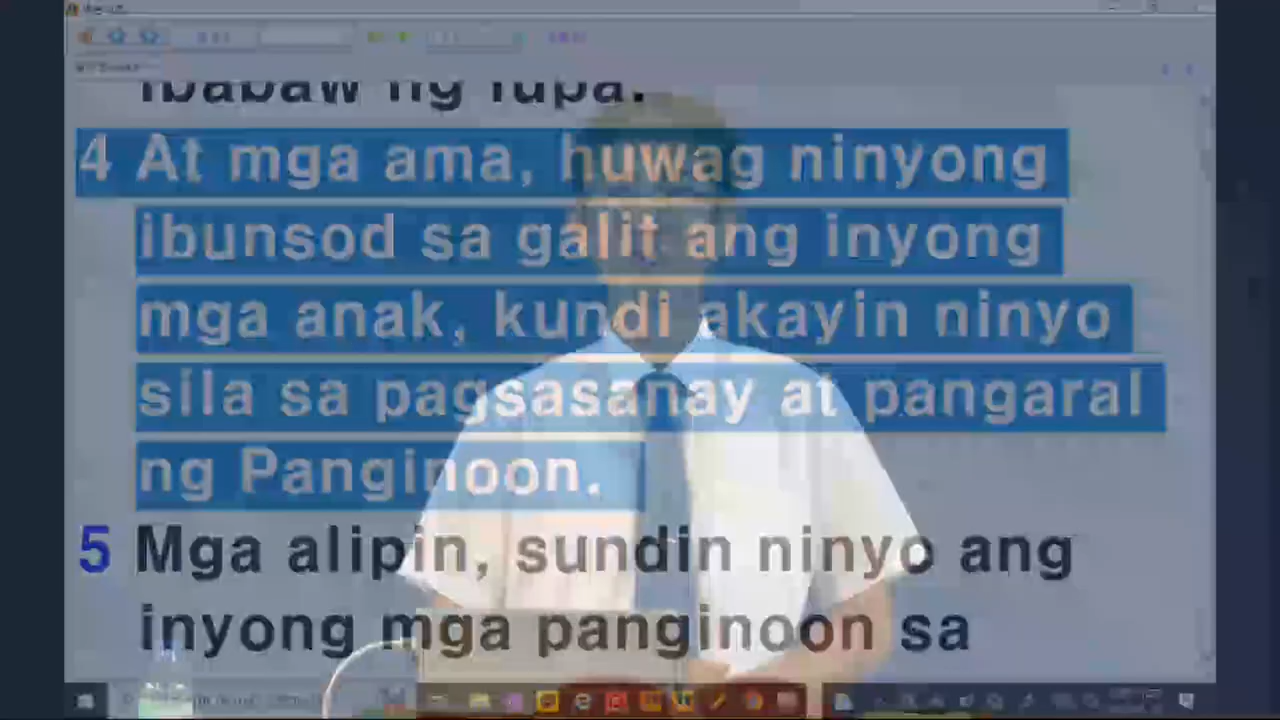 ibabaw ng lupa.
4 At mga ama, huwag ninyong
ibunsod sa galit ang inyong
mga anak, kundi akayin ninyo
sila sa pagsasanay at pangaral
ng Panginoon.
5 Mga alipin, sundin ninyo ang
inyong mga panginoon sa